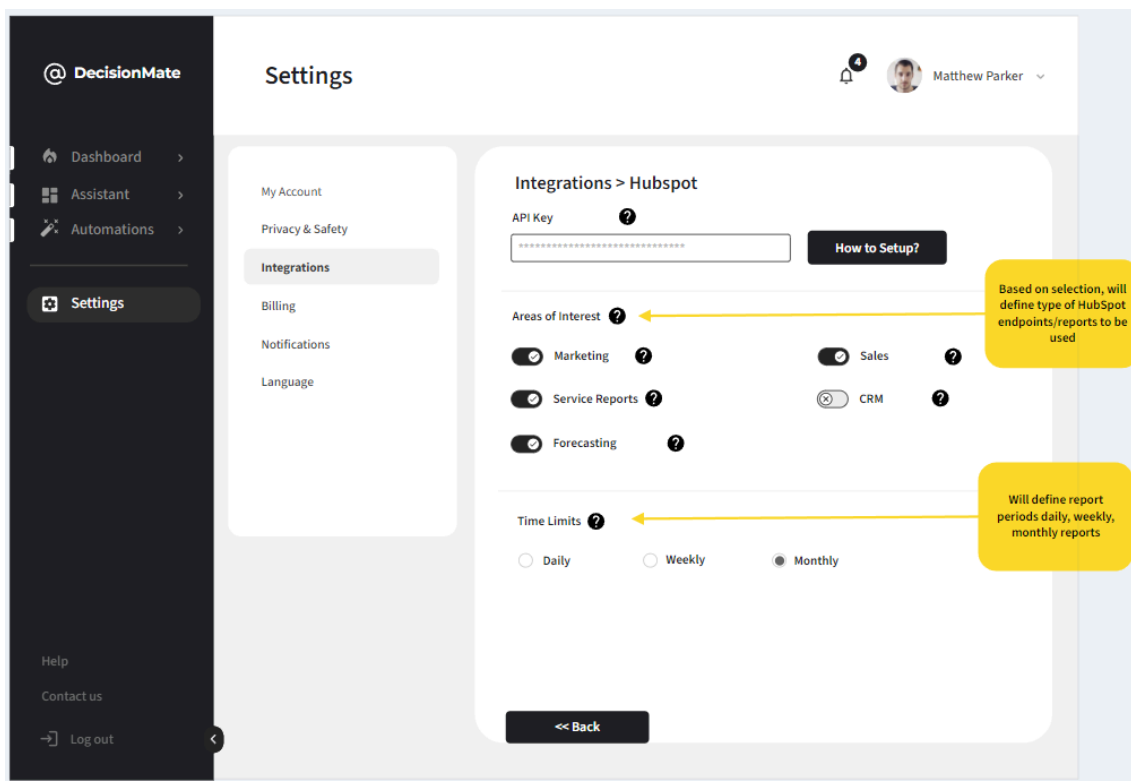 DecisionMate
Settings
4
Matthew Parker
Dashboard
Assistant
Automations
Settings
Help
Contact us
Log out
My Account
Privacy & Safety
Integrations
Billing
Notifications
Language
Integrations > Hubspot
API Key ?
*******************************
How to Setup?
Areas of Interest ?
Marketing ?
Sales ?
Service Reports ?
CRM ?
Forecasting ?
Based on selection, will
define type of HubSpot
endpoints/reports to be
used
Time Limits ?
Daily
Weekly
Monthly
Will define report
periods daily, weekly,
monthly reports
<< Back